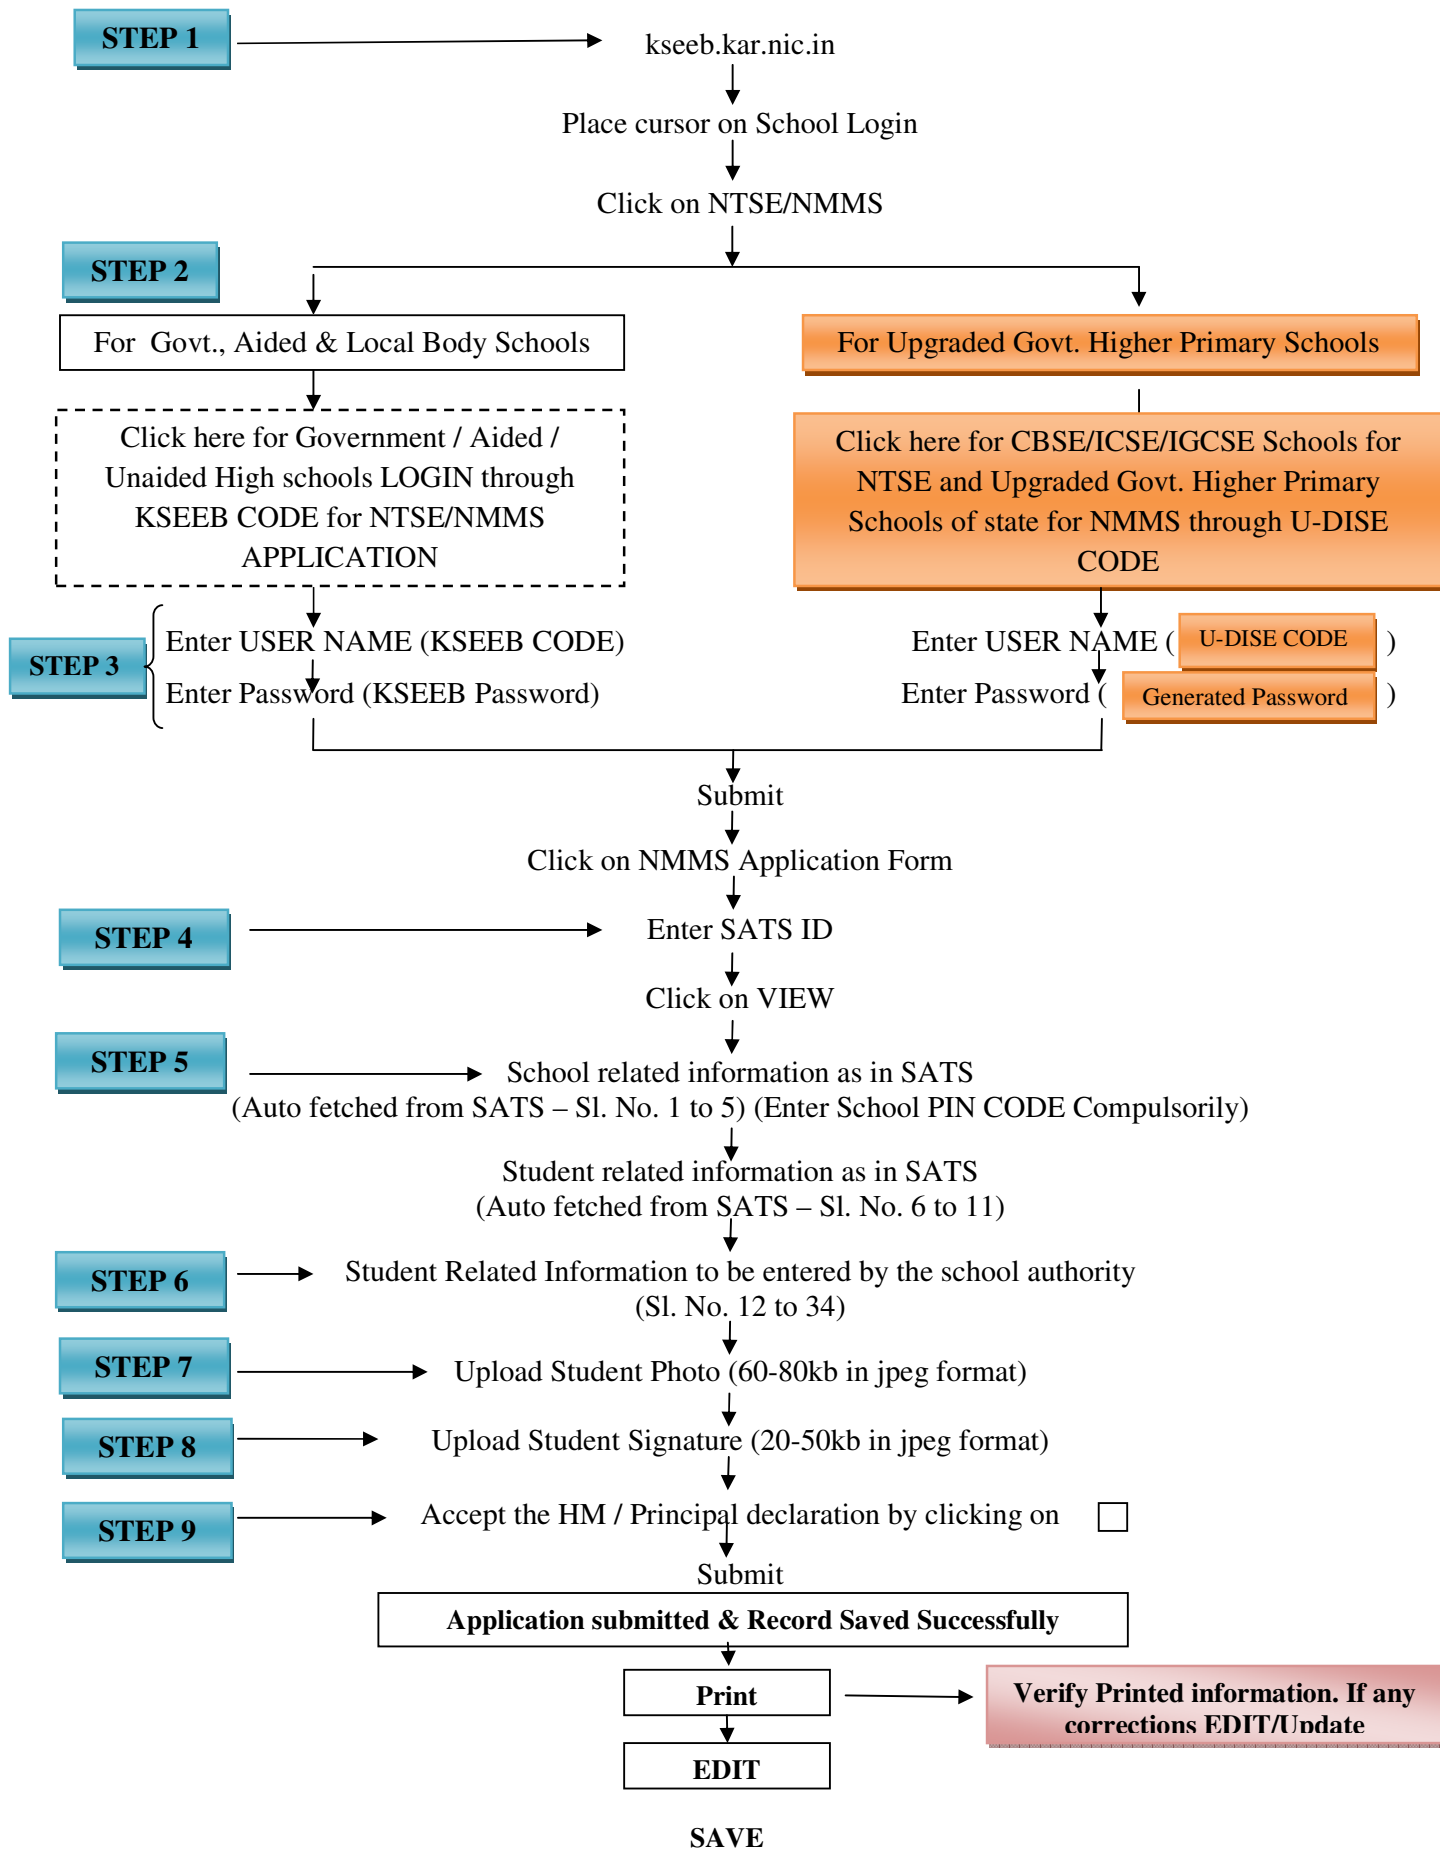 STEP 1
kseeb.kar.nic.in
Place cursor on School Login
Click on NTSE/NMMS
STEP 2
For Govt., Aided & Local Body Schools
For Upgraded Govt. Higher Primary Schools
Click here for Government / Aided /
Unaided High schools LOGIN through
KSEEB CODE for NTSE/NMMS
APPLICATION
Click here for CBSE/ICSE/IGCSE Schools for
NTSE and Upgraded Govt. Higher Primary
Schools of state for NMMS through U-DISE
CODE
STEP 3
Enter USER NAME (KSEEB CODE)
Enter Password (KSEEB Password)
Enter USER NAME ( U-DISE CODE )
Enter Password ( Generated Password )
Submit
Click on NMMS Application Form
STEP 4
Enter SATS ID
Click on VIEW
STEP 5
School related information as in SATS
(Auto fetched from SATS – Sl. No. 1 to 5) (Enter School PIN CODE Compulsorily)
Student related information as in SATS
(Auto fetched from SATS – Sl. No. 6 to 11)
STEP 6
Student Related Information to be entered by the school authority
(Sl. No. 12 to 34)
STEP 7
Upload Student Photo (60-80kb in jpeg format)
STEP 8
Upload Student Signature (20-50kb in jpeg format)
STEP 9
Accept the HM / Principal declaration by clicking on
Submit
Application submitted & Record Saved Successfully
Print
Verify Printed information. If any
corrections EDIT/Update
EDIT
SAVE